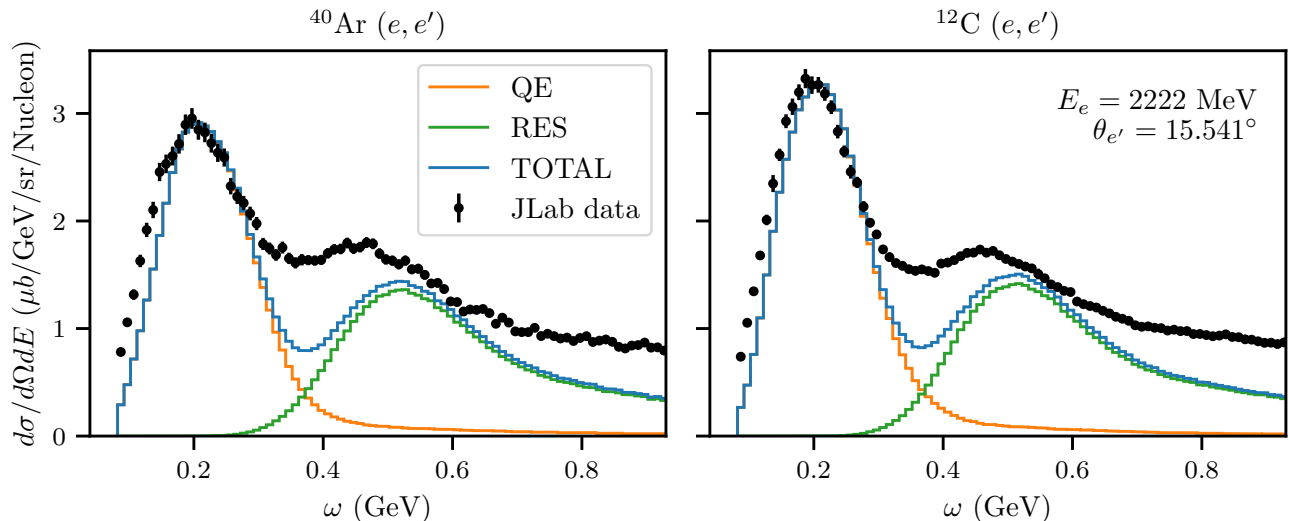 ⁴⁰Ar (e, e′)
¹²C (e, e′)
dσ/dΩdE (μb/GeV/sr/Nucleon)
3
2
1
0
QE
RES
TOTAL
JLab data
E_e = 2222 MeV
θ_e′ = 15.541°
0.2 0.4 0.6 0.8
0.2 0.4 0.6 0.8
ω (GeV)
ω (GeV)